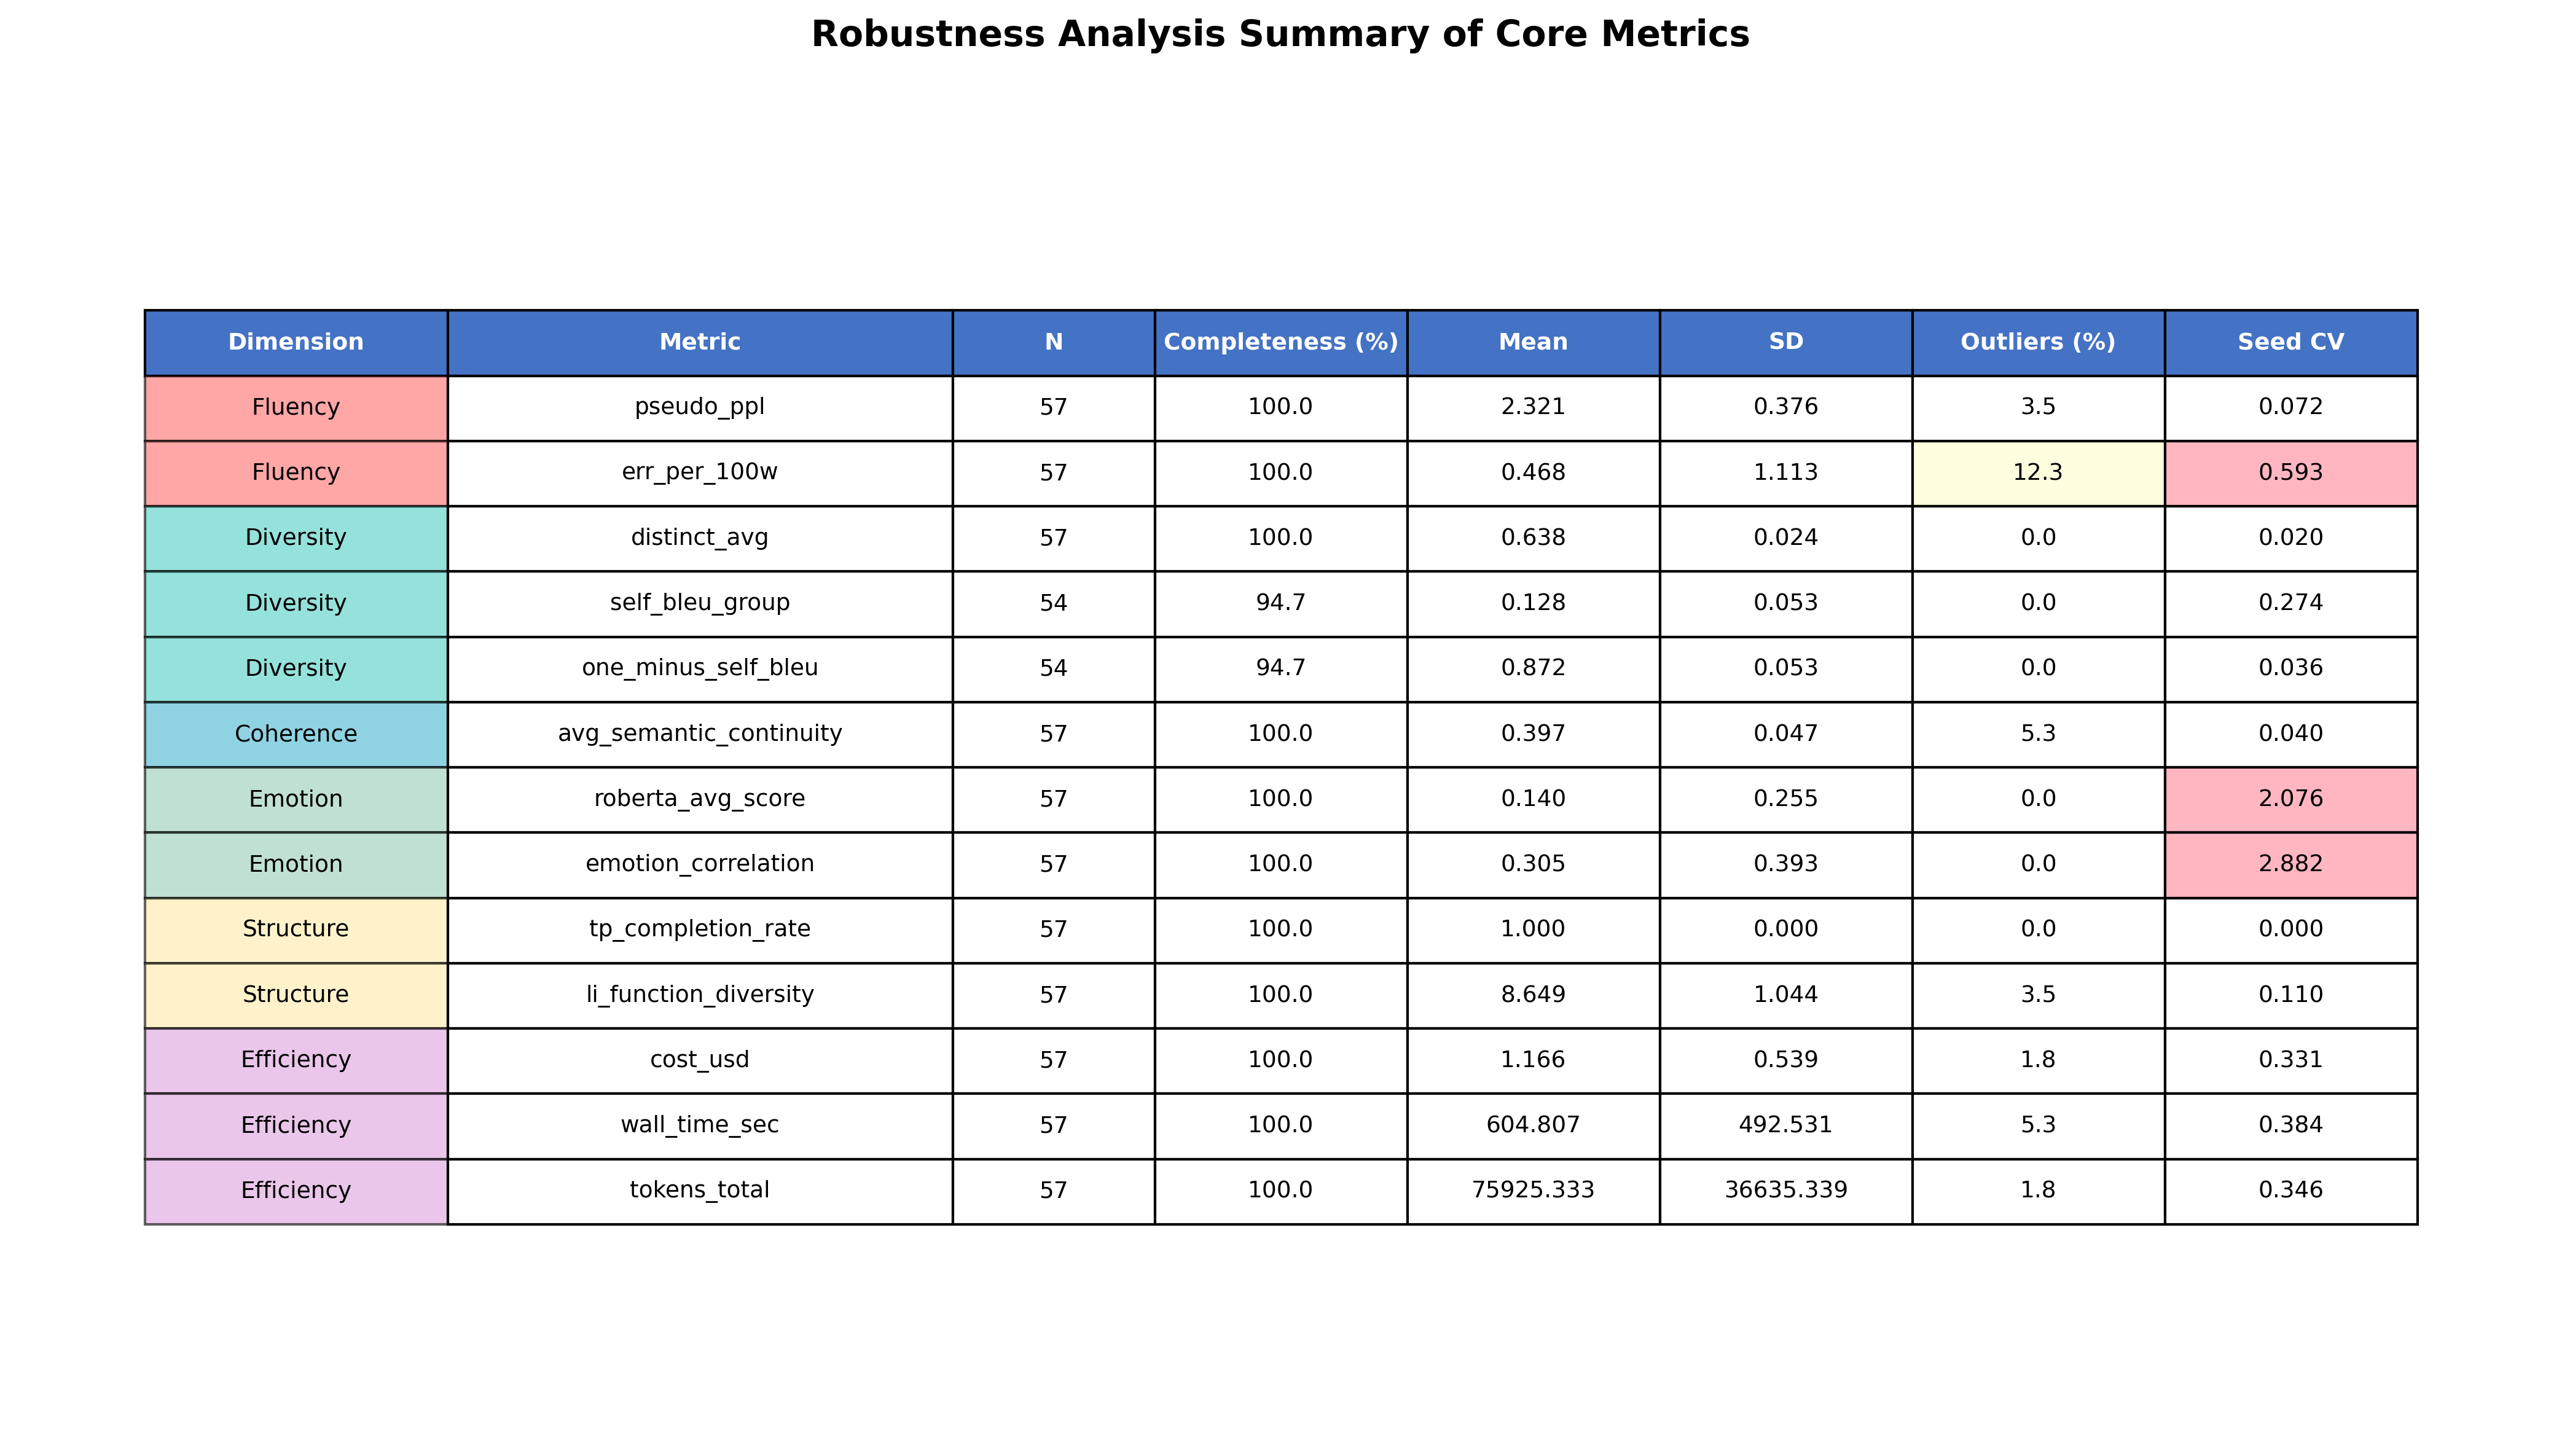 Robustness Analysis Summary of Core Metrics
Dimension Metric N Completeness (%) Mean SD Outliers (%) Seed CV
Fluency pseudo_ppl 57 100.0 2.321 0.376 3.5 0.072
Fluency err_per_100w 57 100.0 0.468 1.113 12.3 0.593
Diversity distinct_avg 57 100.0 0.638 0.024 0.0 0.020
Diversity self_bleu_group 54 94.7 0.128 0.053 0.0 0.274
Diversity one_minus_self_bleu 54 94.7 0.872 0.053 0.0 0.036
Coherence avg_semantic_continuity 57 100.0 0.397 0.047 5.3 0.040
Emotion roberta_avg_score 57 100.0 0.140 0.255 0.0 2.076
Emotion emotion_correlation 57 100.0 0.305 0.393 0.0 2.882
Structure tp_completion_rate 57 100.0 1.000 0.000 0.0 0.000
Structure li_function_diversity 57 100.0 8.649 1.044 3.5 0.110
Efficiency cost_usd 57 100.0 1.166 0.539 1.8 0.331
Efficiency wall_time_sec 57 100.0 604.807 492.531 5.3 0.384
Efficiency tokens_total 57 100.0 75925.333 36635.339 1.8 0.346